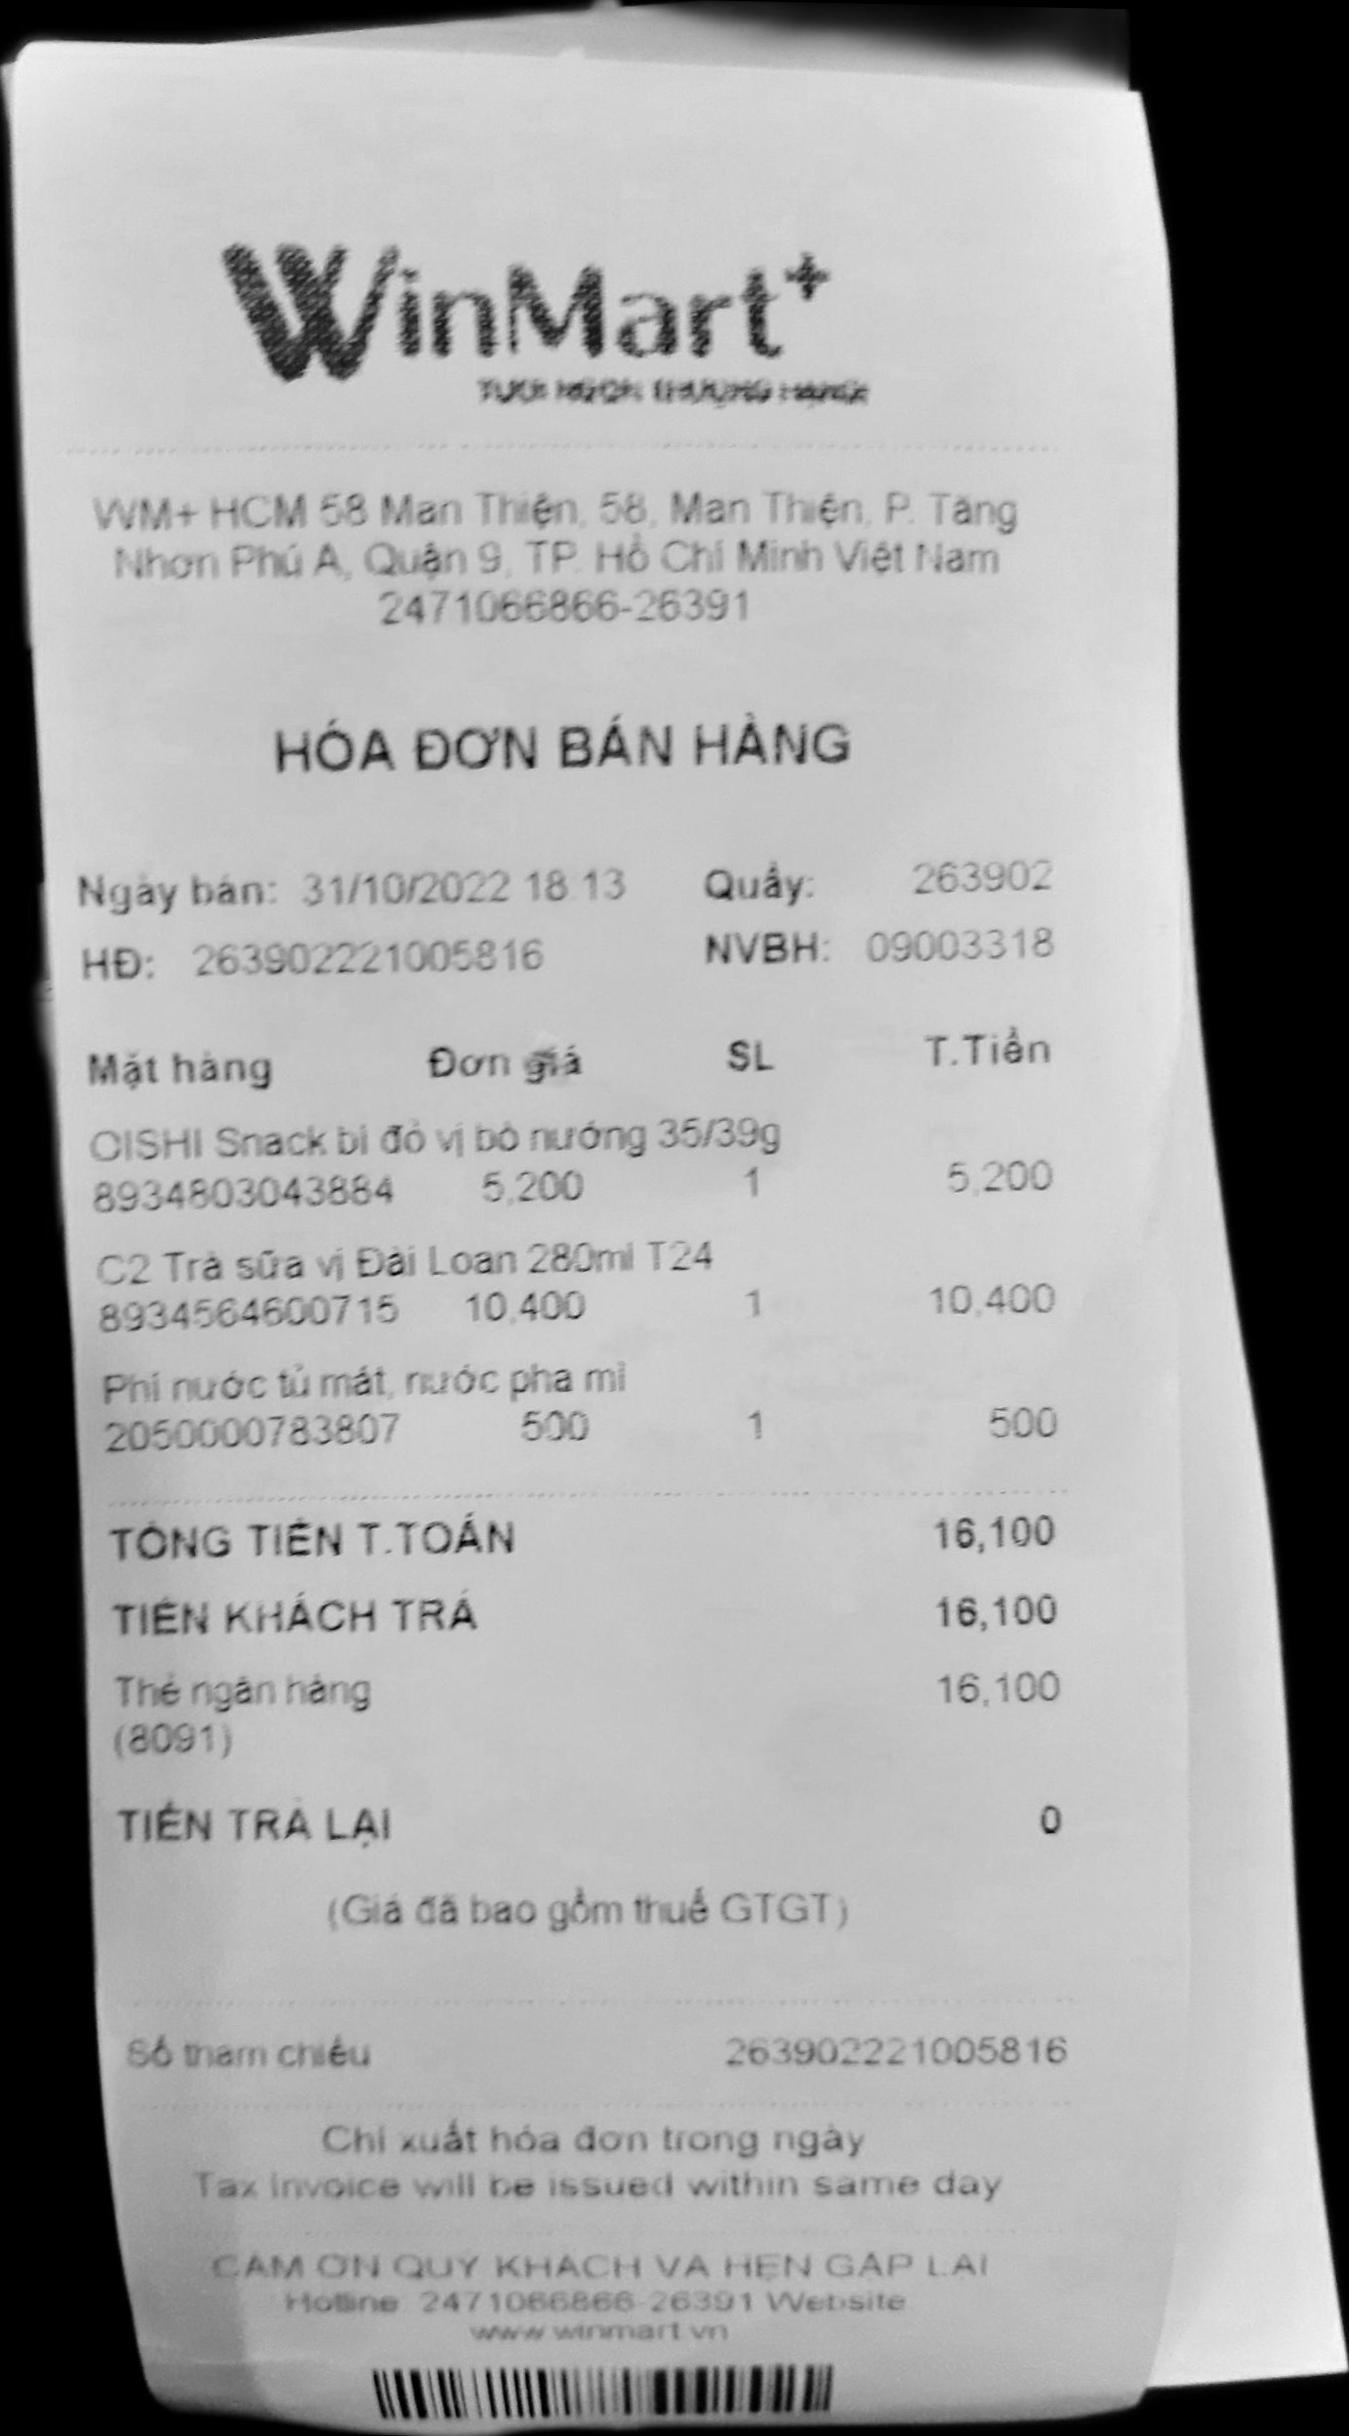 WinMart+
TƯƠI NGON THƯỢNG HẠNG
WM+ HCM 58 Man Thiện, 58, Man Thiện, P. Tăng
Nhơn Phú A, Quận 9, TP. Hồ Chí Minh Việt Nam
2471066866-26391
HÓA ĐƠN BÁN HÀNG
Ngày bán: 31/10/2022 18:13 Quầy: 263902
HĐ: 263902221005816 NVBH: 09003318
Mặt hàng Đơn giá SL T.Tiền
OISHI Snack bí đỏ vị bò nướng 35/39g
8934803043884 5,200 1 5,200
C2 Trà sữa vị Đài Loan 280ml T24
8934564600715 10,400 1 10,400
Phí nước tủ mát, nước pha mì
2050000783807 500 1 500
TỔNG TIỀN T.TOÁN 16,100
TIỀN KHÁCH TRẢ 16,100
Thẻ ngân hàng 16,100
(8091)
TIỀN TRẢ LẠI 0
(Giá đã bao gồm thuế GTGT)
Số tham chiếu 263902221005816
Chỉ xuất hóa đơn trong ngày
Tax invoice will be issued within same day
CẢM ƠN QUÝ KHÁCH VÀ HẸN GẶP LẠI
Hotline: 2471066866-26391 Website:
www.winmart.vn